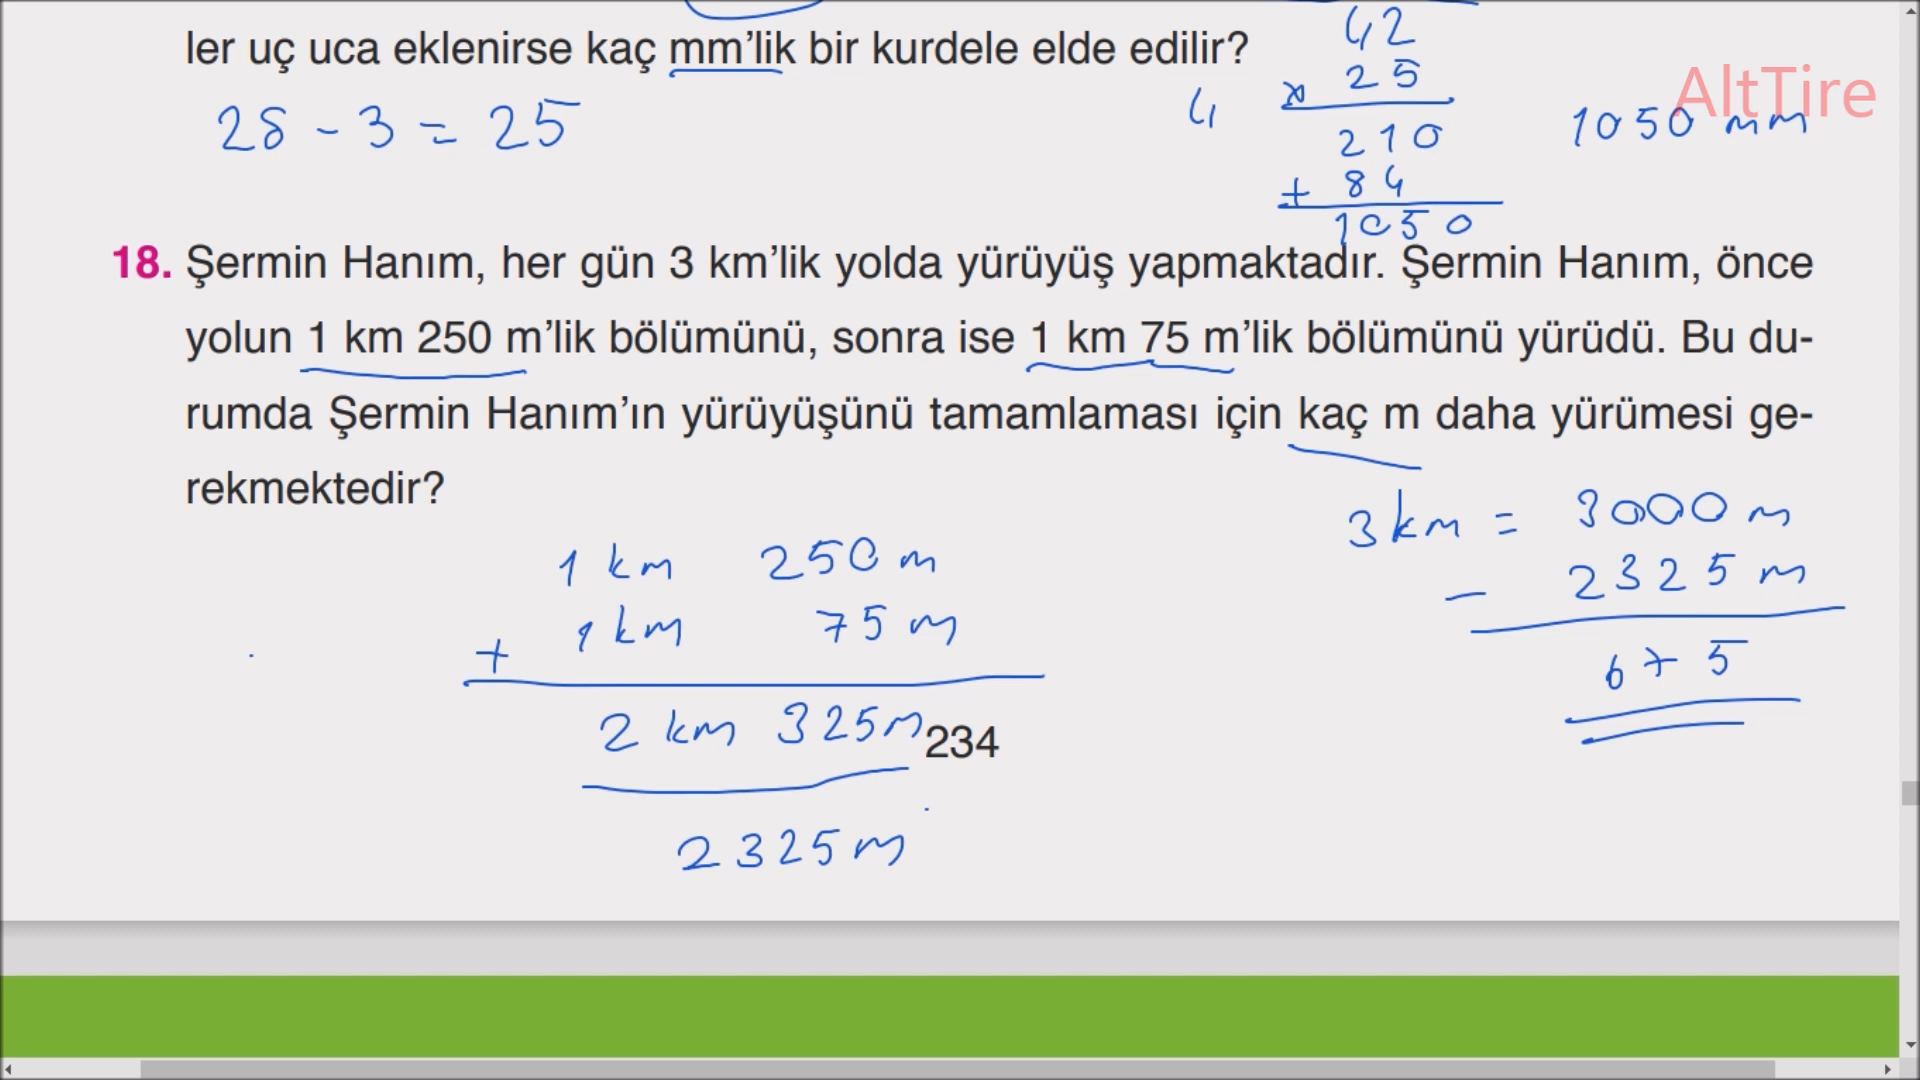 ler uç uca eklenirse kaç mm'lik bir kurdele elde edilir?
28 - 3 = 25
4
42
x 25
210
+ 84
1050
1050 mm
AltTire
18. Şermin Hanım, her gün 3 km'lik yolda yürüyüş yapmaktadır. Şermin Hanım, önce
yolun 1 km 250 m'lik bölümünü, sonra ise 1 km 75 m'lik bölümünü yürüdü. Bu du-
rumda Şermin Hanım'ın yürüyüşünü tamamlaması için kaç m daha yürümesi ge-
rekmektedir?
1 km 250 m
+ 1 km 75 m
2 km 325 m
2325 m
3 km = 3000 m
- 2325 m
675
234